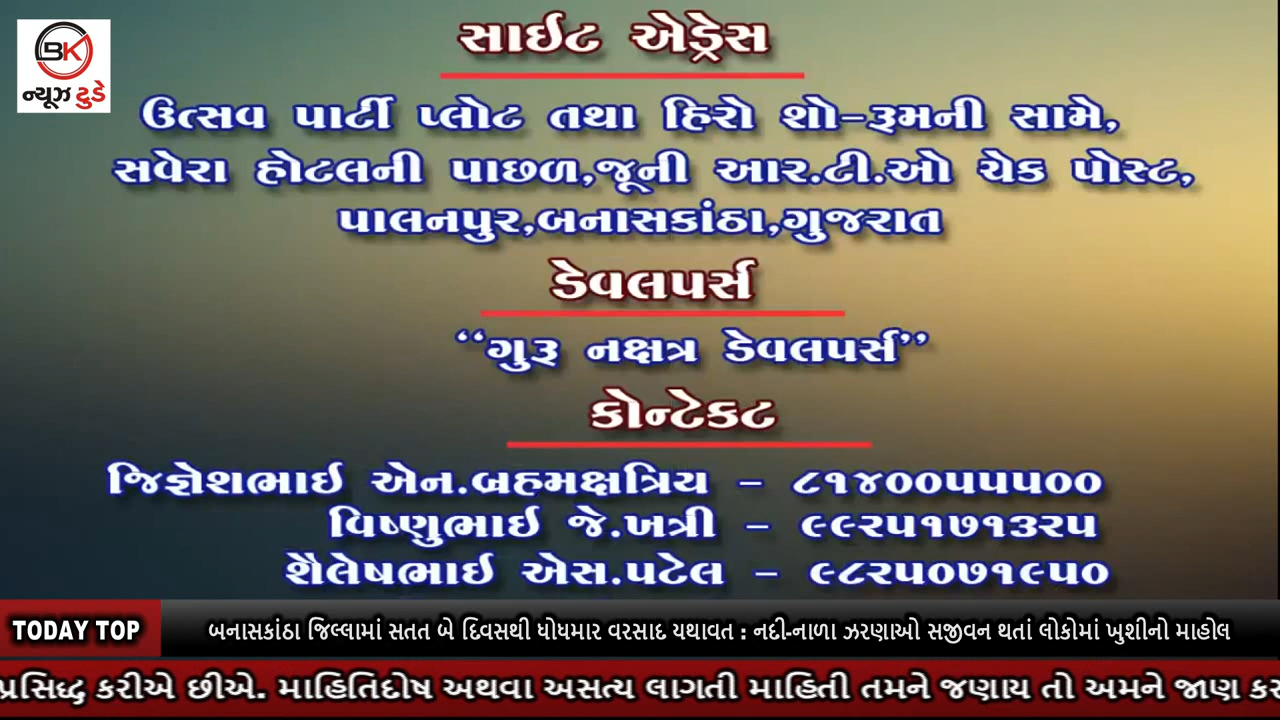 BK
ન્યૂઝ ટુડે
સાઈટ એડ્રેસ
ઉત્સવ પાર્ટી પ્લોટ તથા હિરો શો-રૂમની સામે,
સવેરા હોટલની પાછળ,જૂની આર.ટી.ઓ ચેક પોસ્ટ,
પાલનપુર,બનાસકાંઠા,ગુજરાત
ડેવલપર્સ
“ગુરૂ નક્ષત્ર ડેવલપર્સ”
કોન્ટેકટ
જિજ્ઞેશભાઇ એન.બ્રહમક્ષત્રિય - ૮૧૪૦૦૫૫૫૦૦
વિષ્ણુભાઇ જે.ખત્રી - ૯૯૨૫૧૭૧૩૨૫
શૈલેષભાઇ એસ.પટેલ - ૯૮૨૫૦૭૧૯૫૦
TODAY TOP
બનાસકાંઠા જિલ્લામાં સતત બે દિવસથી ધોધમાર વરસાદ યથાવત : નદી-નાળા ઝરણાઓ સજીવન થતાં લોકોમાં ખુશીનો માહોલ
પ્રસિદ્ધ કરીએ છીએ. માહિતિદોષ અથવા અસત્ય લાગતી માહિતી તમને જણાય તો અમને જાણ કર